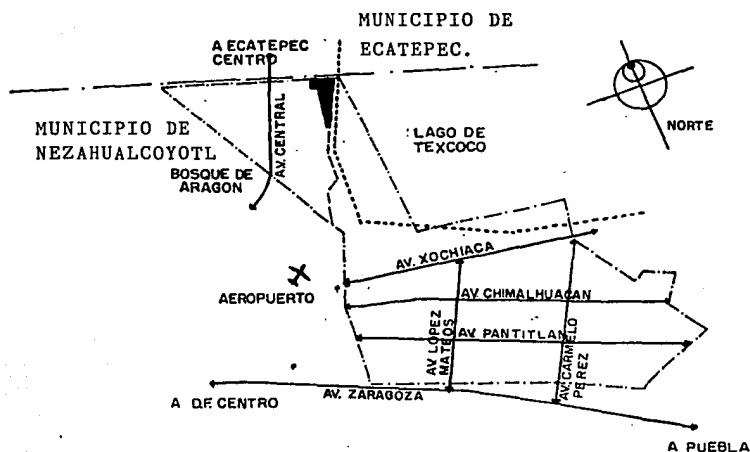 MUNICIPIO DE
ECATEPEC.
A ECATEPEC
CENTRO
MUNICIPIO DE
NEZAHUALCOYOTL
AV. CENTRAL
LAGO DE
TEXCOCO
NORTE
BOSQUE DE
ARAGON
AV. XOCHIACA
AEROPUERTO
AV. CHIMALHUACAN
AV. PANTITLAN
AV. LOPEZ
MATEOS
AV. CARMELO
PEREZ
AV. ZARAGOZA
A D.F. CENTRO
A PUEBLA